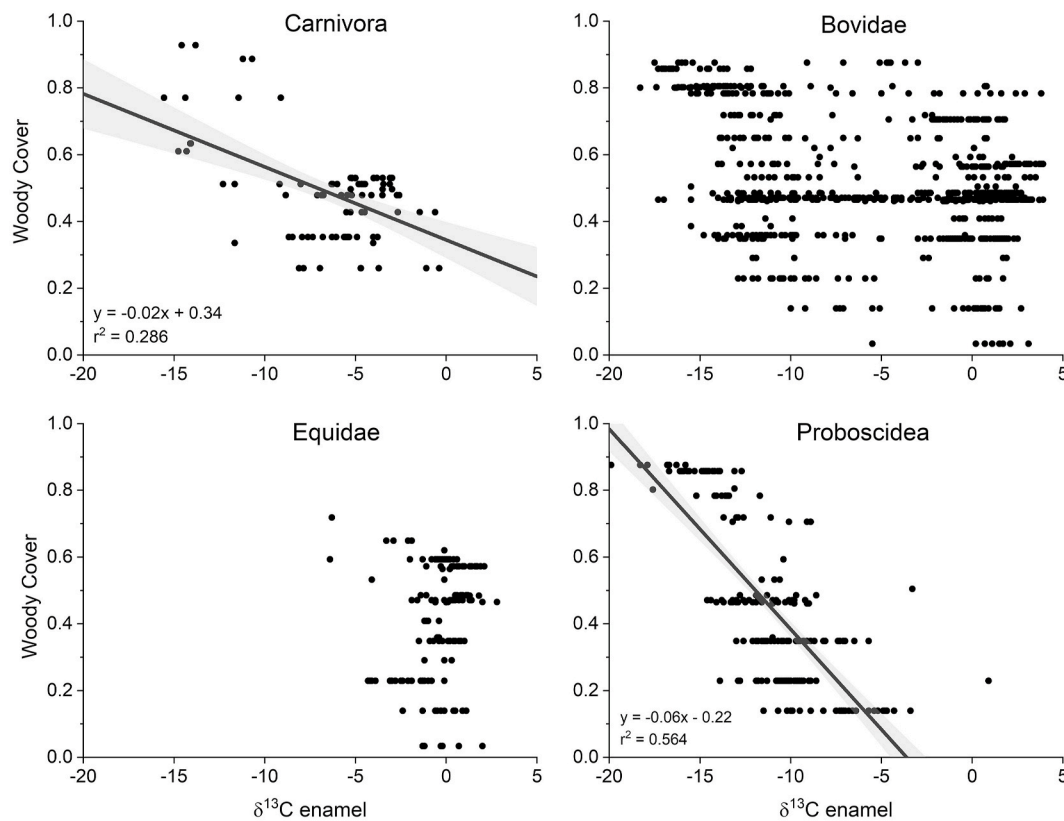 Carnivora
Woody Cover
1.0
0.8
0.6
0.4
0.2
0.0
y = -0.02x + 0.34
r² = 0.286
-20 -15 -10 -5 0 5
Bovidae
1.0
0.8
0.6
0.4
0.2
0.0
-20 -15 -10 -5 0 5
Equidae
Woody Cover
1.0
0.8
0.6
0.4
0.2
0.0
-20 -15 -10 -5 0 5
δ¹³C enamel
Proboscidea
1.0
0.8
0.6
0.4
0.2
0.0
y = -0.06x - 0.22
r² = 0.564
-20 -15 -10 -5 0 5
δ¹³C enamel